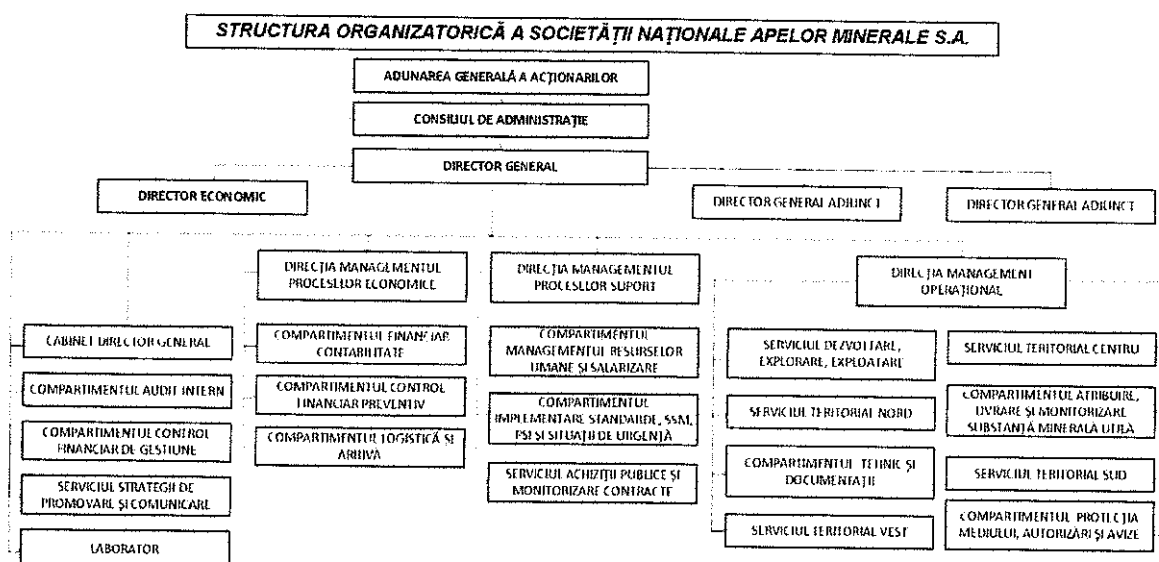 STRUCTURA ORGANIZATORICĂ A SOCIETĂȚII NAȚIONALE APELOR MINERALE S.A.
ADUNAREA GENERALĂ A ACȚIONARILOR
CONSILIUL DE ADMINISTRAȚIE
DIRECTOR GENERAL
DIRECTOR ECONOMIC
DIRECTOR GENERAL ADJUNCT
DIRECTOR GENERAL ADJUNCT
DIRECȚIA MANAGEMENTUL
PROCESELOR ECONOMICE
DIRECȚIA MANAGEMENTUL
PROCESELOR SUPORT
DIRECȚIA MANAGEMENT
OPERAȚIONAL
CABINET DIRECTOR GENERAL
COMPARTIMENTUL AUDIT INTERN
COMPARTIMENTUL CONTROL
FINANCIAR DE GESTIUNE
SERVICIUL STRATEGII DE
PROMOVARE ȘI COMUNICARE
LABORATOR
COMPARTIMENTUL FINANCIAR
CONTABILITATE
COMPARTIMENTUL CONTROL
FINANCIAR PREVENTIV
COMPARTIMENTUL LOGISTICĂ ȘI
ARHIVĂ
COMPARTIMENTUL
MANAGEMENTUL RESURSELOR
UMANE ȘI SALARIZARE
COMPARTIMENTUL
IMPLEMENTARE STANDARDE, SSM,
PSI ȘI SITUAȚII DE URGENȚĂ
SERVICIUL ACHIZIȚII PUBLICE ȘI
MONITORIZARE CONTRACTE
SERVICIUL DEZVOLTARE,
EXPLORARE, EXPLOATARE
SERVICIUL TERITORIAL NORD
COMPARTIMENTUL TEHNIC ȘI
DOCUMENTAȚII
SERVICIUL TERITORIAL VEST
SERVICIUL TERITORIAL CENTRU
COMPARTIMENTUL ATRIBUIRE,
LIVRARE ȘI MONITORIZARE
SUBSTANȚĂ MINERALĂ UTILĂ
SERVICIUL TERITORIAL SUD
COMPARTIMENTUL PROTECȚIA
MEDIULUI, AUTORIZĂRI ȘI AVIZE